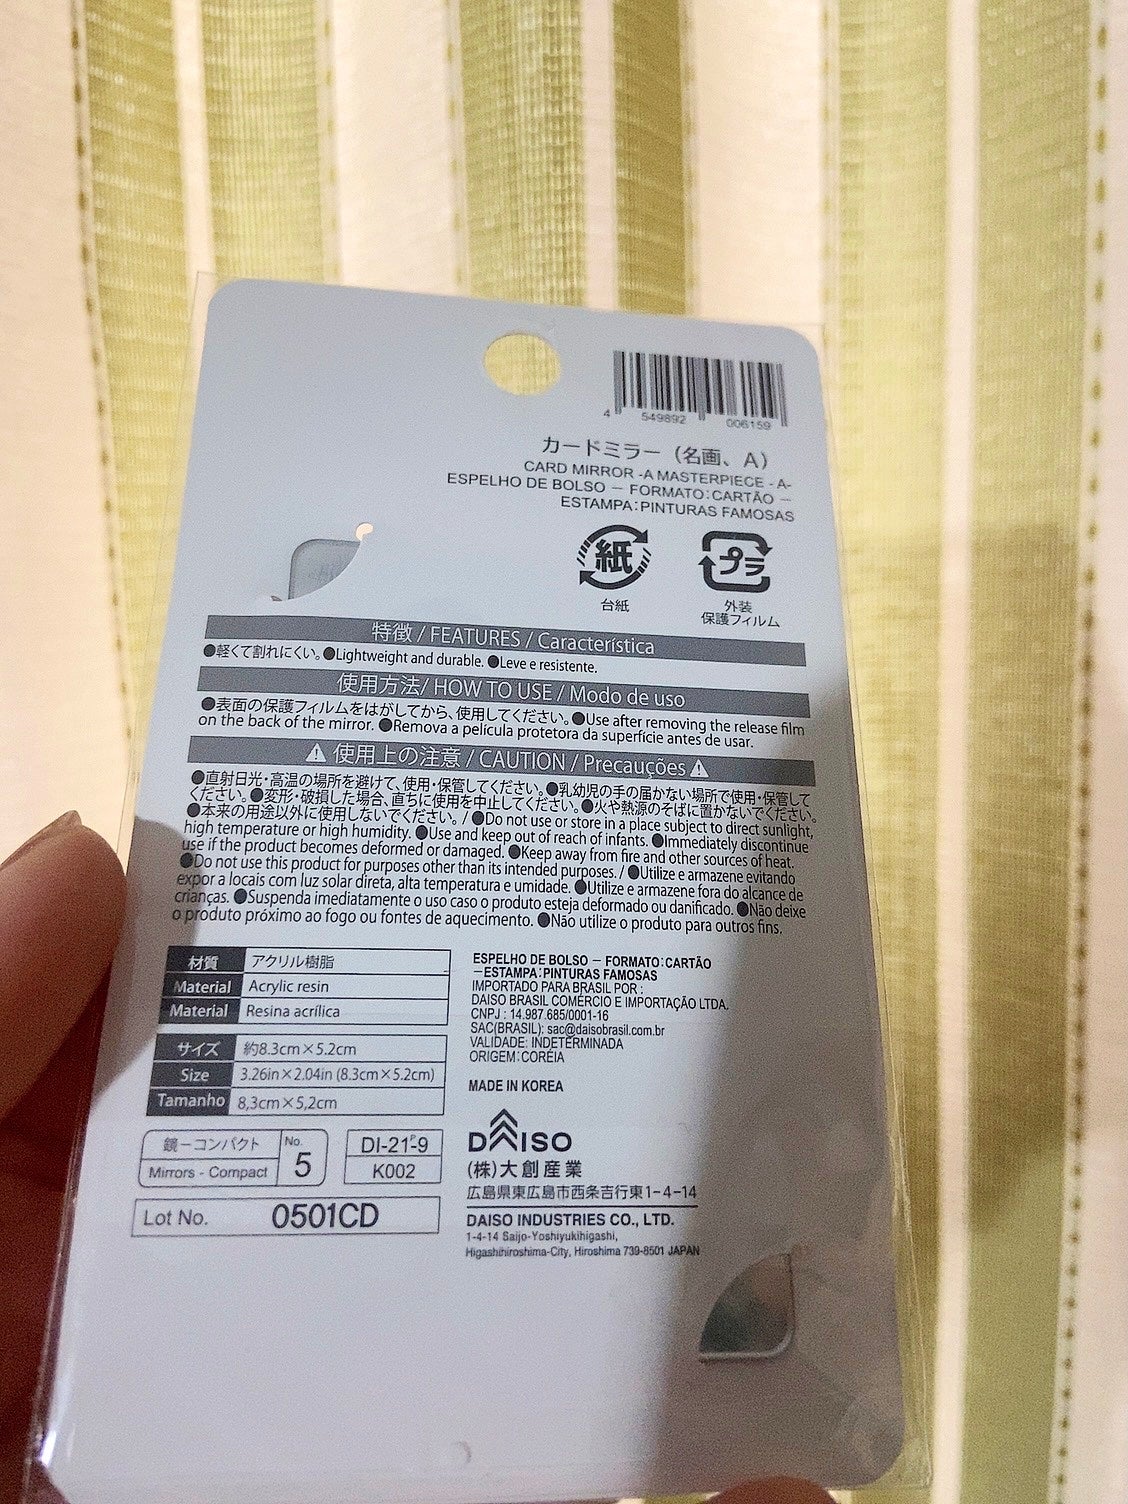 4 549892 006159
カードミラー（名画、A）
CARD MIRROR -A MASTERPIECE - A-
ESPELHO DE BOLSO － FORMATO：CARTÃO －
ESTAMPA：PINTURAS FAMOSAS
紙
プラ
台紙
外装
保護フィルム
特徴 / FEATURES / Característica
●軽くて割れにくい。●Lightweight and durable. ●Leve e resistente.
使用方法/ HOW TO USE / Modo de uso
●表面の保護フィルムをはがしてから、使用してください。●Use after removing the release film
on the back of the mirror. ●Remova a película protetora da superfície antes de usar.
使用上の注意 / CAUTION / Precauções
●直射日光・高温の場所を避けて、使用・保管してください。●乳幼児の手の届かない場所で使用・保管して
ください。●変形・破損した場合、直ちに使用を中止してください。●火や熱源のそばに置かないでください。
●本来の用途以外に使用しないでください。/ ●Do not use or store in a place subject to direct sunlight,
high temperature or high humidity. ●Use and keep out of reach of infants. ●Immediately discontinue
use if the product becomes deformed or damaged. ●Keep away from fire and other sources of heat.
●Do not use this product for purposes other than its intended purposes. / ●Utilize e armazene evitando
expor a locais com luz solar direta, alta temperatura e umidade. ●Utilize e armazene fora do alcance de
crianças. ●Suspenda imediatamente o uso caso o produto esteja deformado ou danificado. ●Não deixe
o produto próximo ao fogo ou fontes de aquecimento. ●Não utilize o produto para outros fins.
材質 アクリル樹脂
Material Acrylic resin
Material Resina acrílica
サイズ 約8.3cm×5.2cm
Size 3.26in×2.04in (8.3cm×5.2cm)
Tamanho 8,3cm×5,2cm
鏡－コンパクト
Mirrors - Compact
No.
5
DI-21-P-9
K002
Lot No. 0501CD
ESPELHO DE BOLSO － FORMATO：CARTÃO
－ESTAMPA：PINTURAS FAMOSAS
IMPORTADO PARA BRASIL POR :
DAISO BRASIL COMÉRCIO E IMPORTAÇÃO LTDA.
CNPJ : 14.987.685/0001-16
SAC(BRASIL): sac@daisobrasil.com.br
VALIDADE: INDETERMINADA
ORIGEM：CORÉIA
MADE IN KOREA
DAISO
(株)大創産業
広島県東広島市西条吉行東1-4-14
DAISO INDUSTRIES CO., LTD.
1-4-14 Saijo-Yoshiyukihigashi,
Higashihiroshima-City, Hiroshima 739-8501 JAPAN